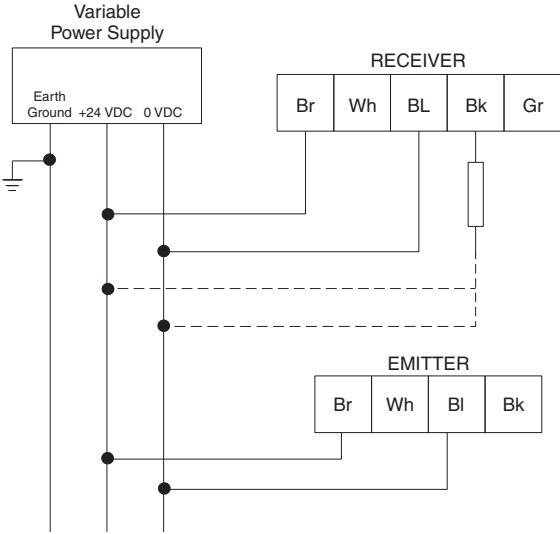 Variable
Power Supply
Earth
Ground +24 VDC 0 VDC
RECEIVER
Br Wh BL Bk Gr
EMITTER
Br Wh Bl Bk